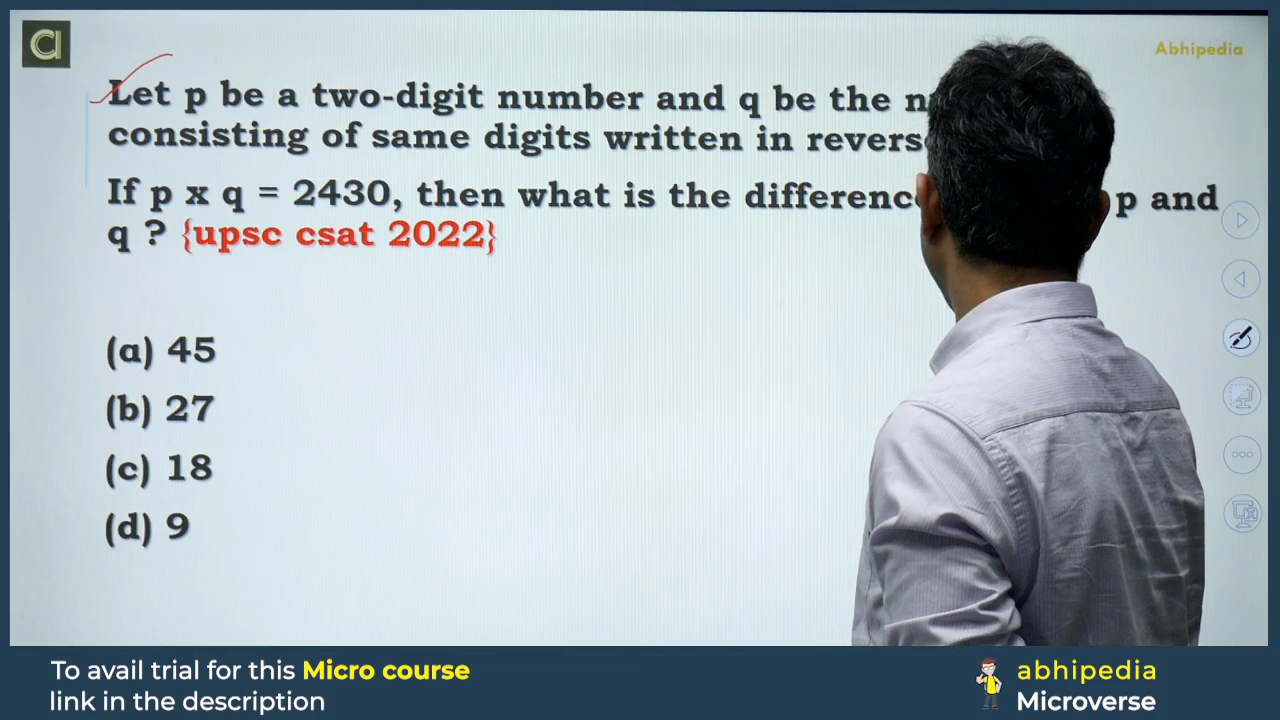 Abhipedia
Let p be a two-digit number and q be the
consisting of same digits written in
If p x q = 2430, then what is the p and
q ? {upsc csat 2022}
(a) 45
(b) 27
(c) 18
(d) 9
To avail trial for this Micro course
link in the description
abhipedia
Microverse